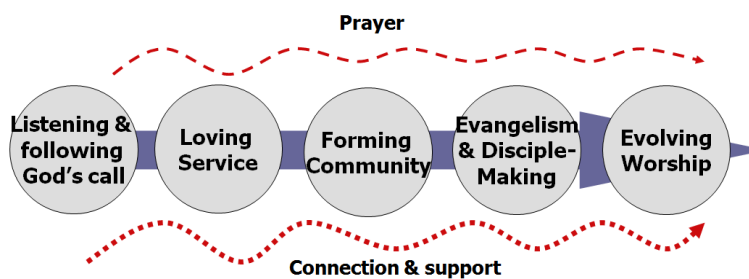 Prayer
Listening &
following
God's call
Loving
Service
Forming
Community
Evangelism
& Disciple-
Making
Evolving
Worship
Connection & support